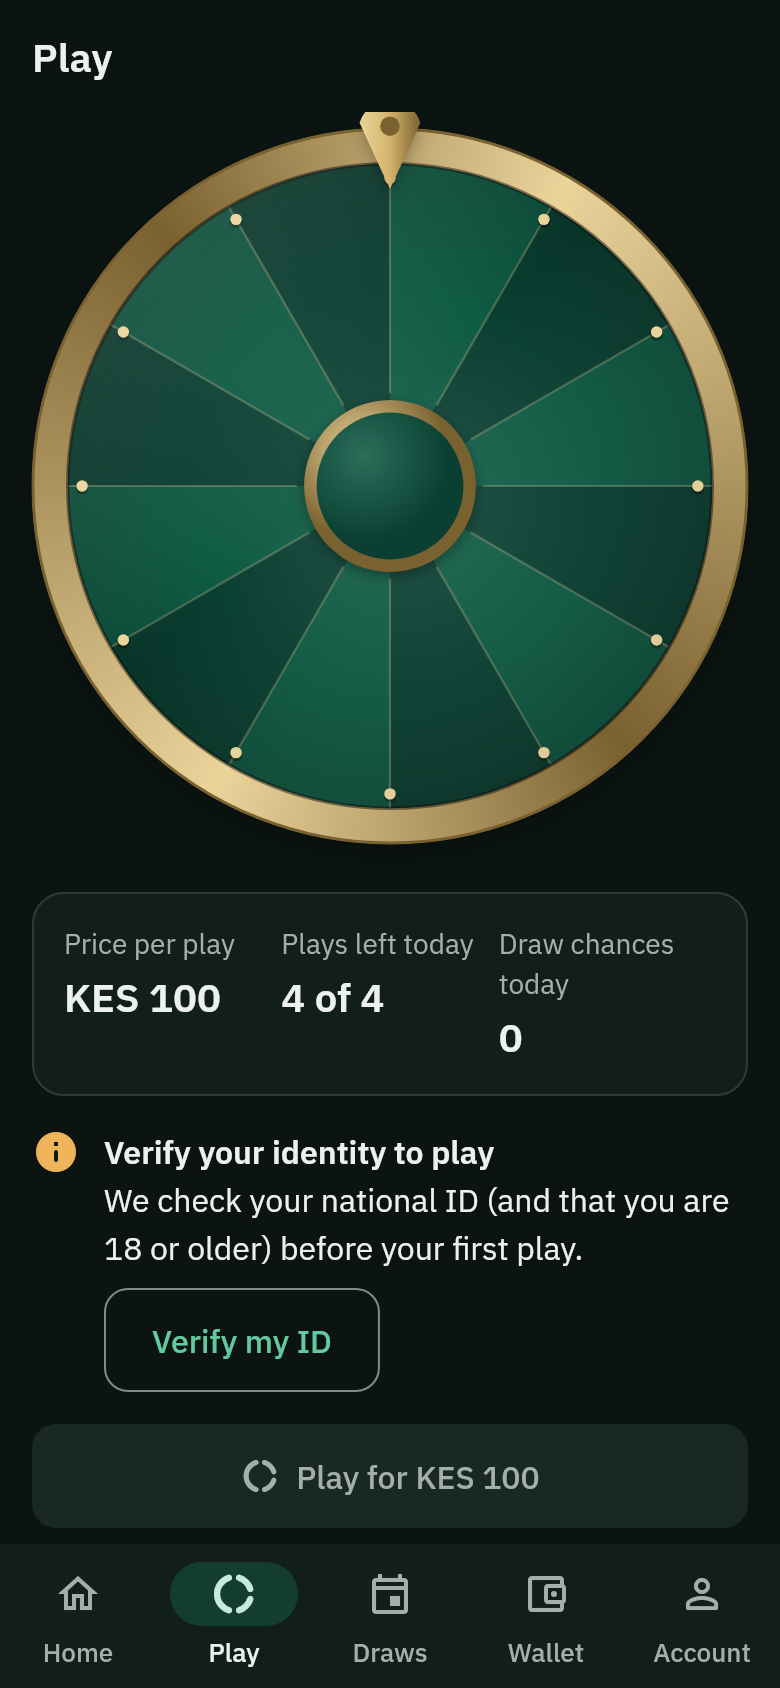 Play
Price per play
KES 100
Plays left today
4 of 4
Draw chances
today
0
Verify your identity to play
We check your national ID (and that you are
18 or older) before your first play.
Verify my ID
Play for KES 100
Home
Play
Draws
Wallet
Account